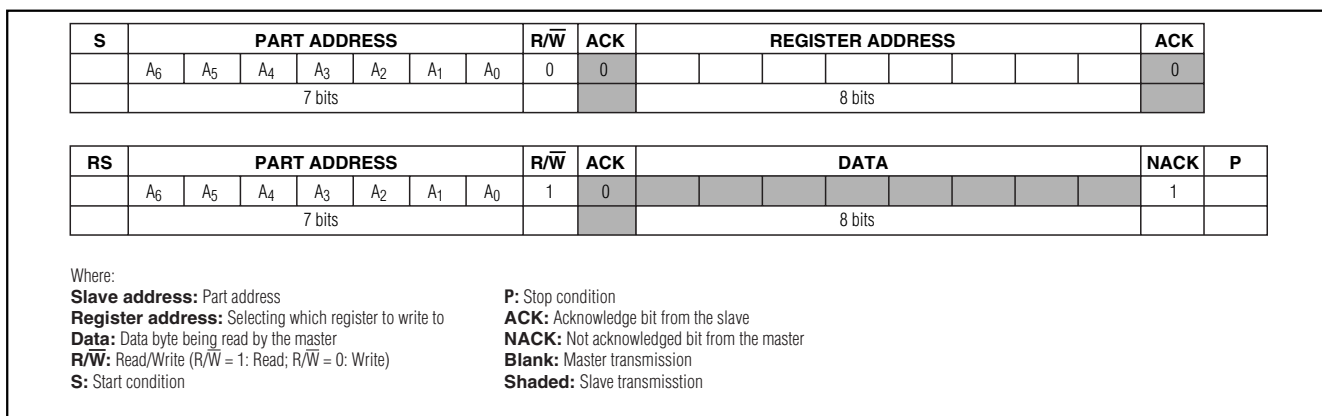 S PART ADDRESS R/W̅ ACK REGISTER ADDRESS ACK
A6 A5 A4 A3 A2 A1 A0 0 0 0
7 bits 8 bits
RS PART ADDRESS R/W̅ ACK DATA NACK P
A6 A5 A4 A3 A2 A1 A0 1 0 1
7 bits 8 bits
Where:
Slave address: Part address
Register address: Selecting which register to write to
Data: Data byte being read by the master
R/W̅: Read/Write (R/W̅ = 1: Read; R/W̅ = 0: Write)
S: Start condition
P: Stop condition
ACK: Acknowledge bit from the slave
NACK: Not acknowledged bit from the master
Blank: Master transmission
Shaded: Slave transmisstion